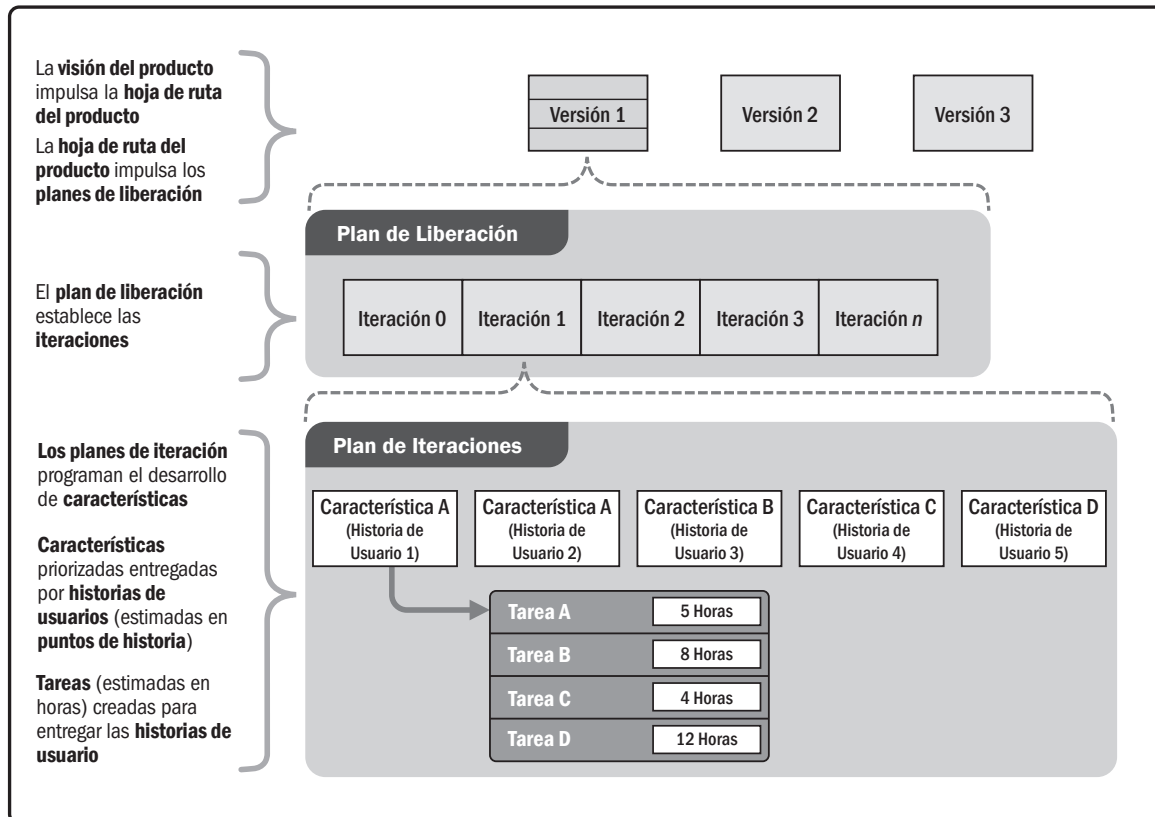 La visión del producto
impulsa la hoja de ruta
del producto
La hoja de ruta del
producto impulsa los
planes de liberación
Versión 1
Versión 2
Versión 3
Plan de Liberación
El plan de liberación
establece las
iteraciones
Iteración 0
Iteración 1
Iteración 2
Iteración 3
Iteración n
Plan de Iteraciones
Los planes de iteración
programan el desarrollo
de características
Características
priorizadas entregadas
por historias de
usuarios (estimadas en
puntos de historia)
Tareas (estimadas en
horas) creadas para
entregar las historias de
usuario
Característica A
(Historia de
Usuario 1)
Característica A
(Historia de
Usuario 2)
Característica B
(Historia de
Usuario 3)
Característica C
(Historia de
Usuario 4)
Característica D
(Historia de
Usuario 5)
Tarea A
5 Horas
Tarea B
8 Horas
Tarea C
4 Horas
Tarea D
12 Horas